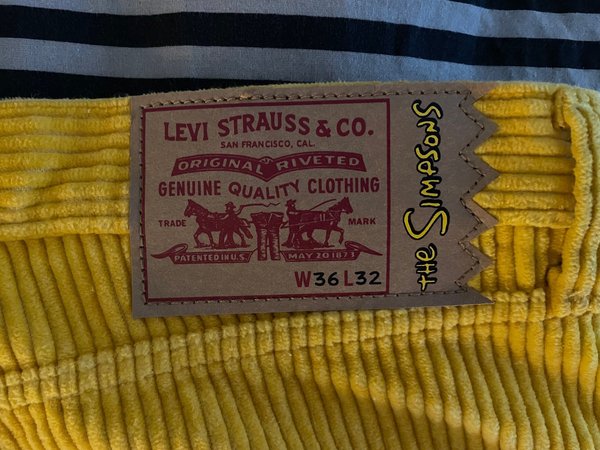 LEVI STRAUSS & CO.
SAN FRANCISCO, CAL.
ORIGINAL RIVETED
GENUINE QUALITY CLOTHING
TRADE MARK
PATENTED IN U.S. MAY 20 1873
W36 L32
THE SIMPSONS